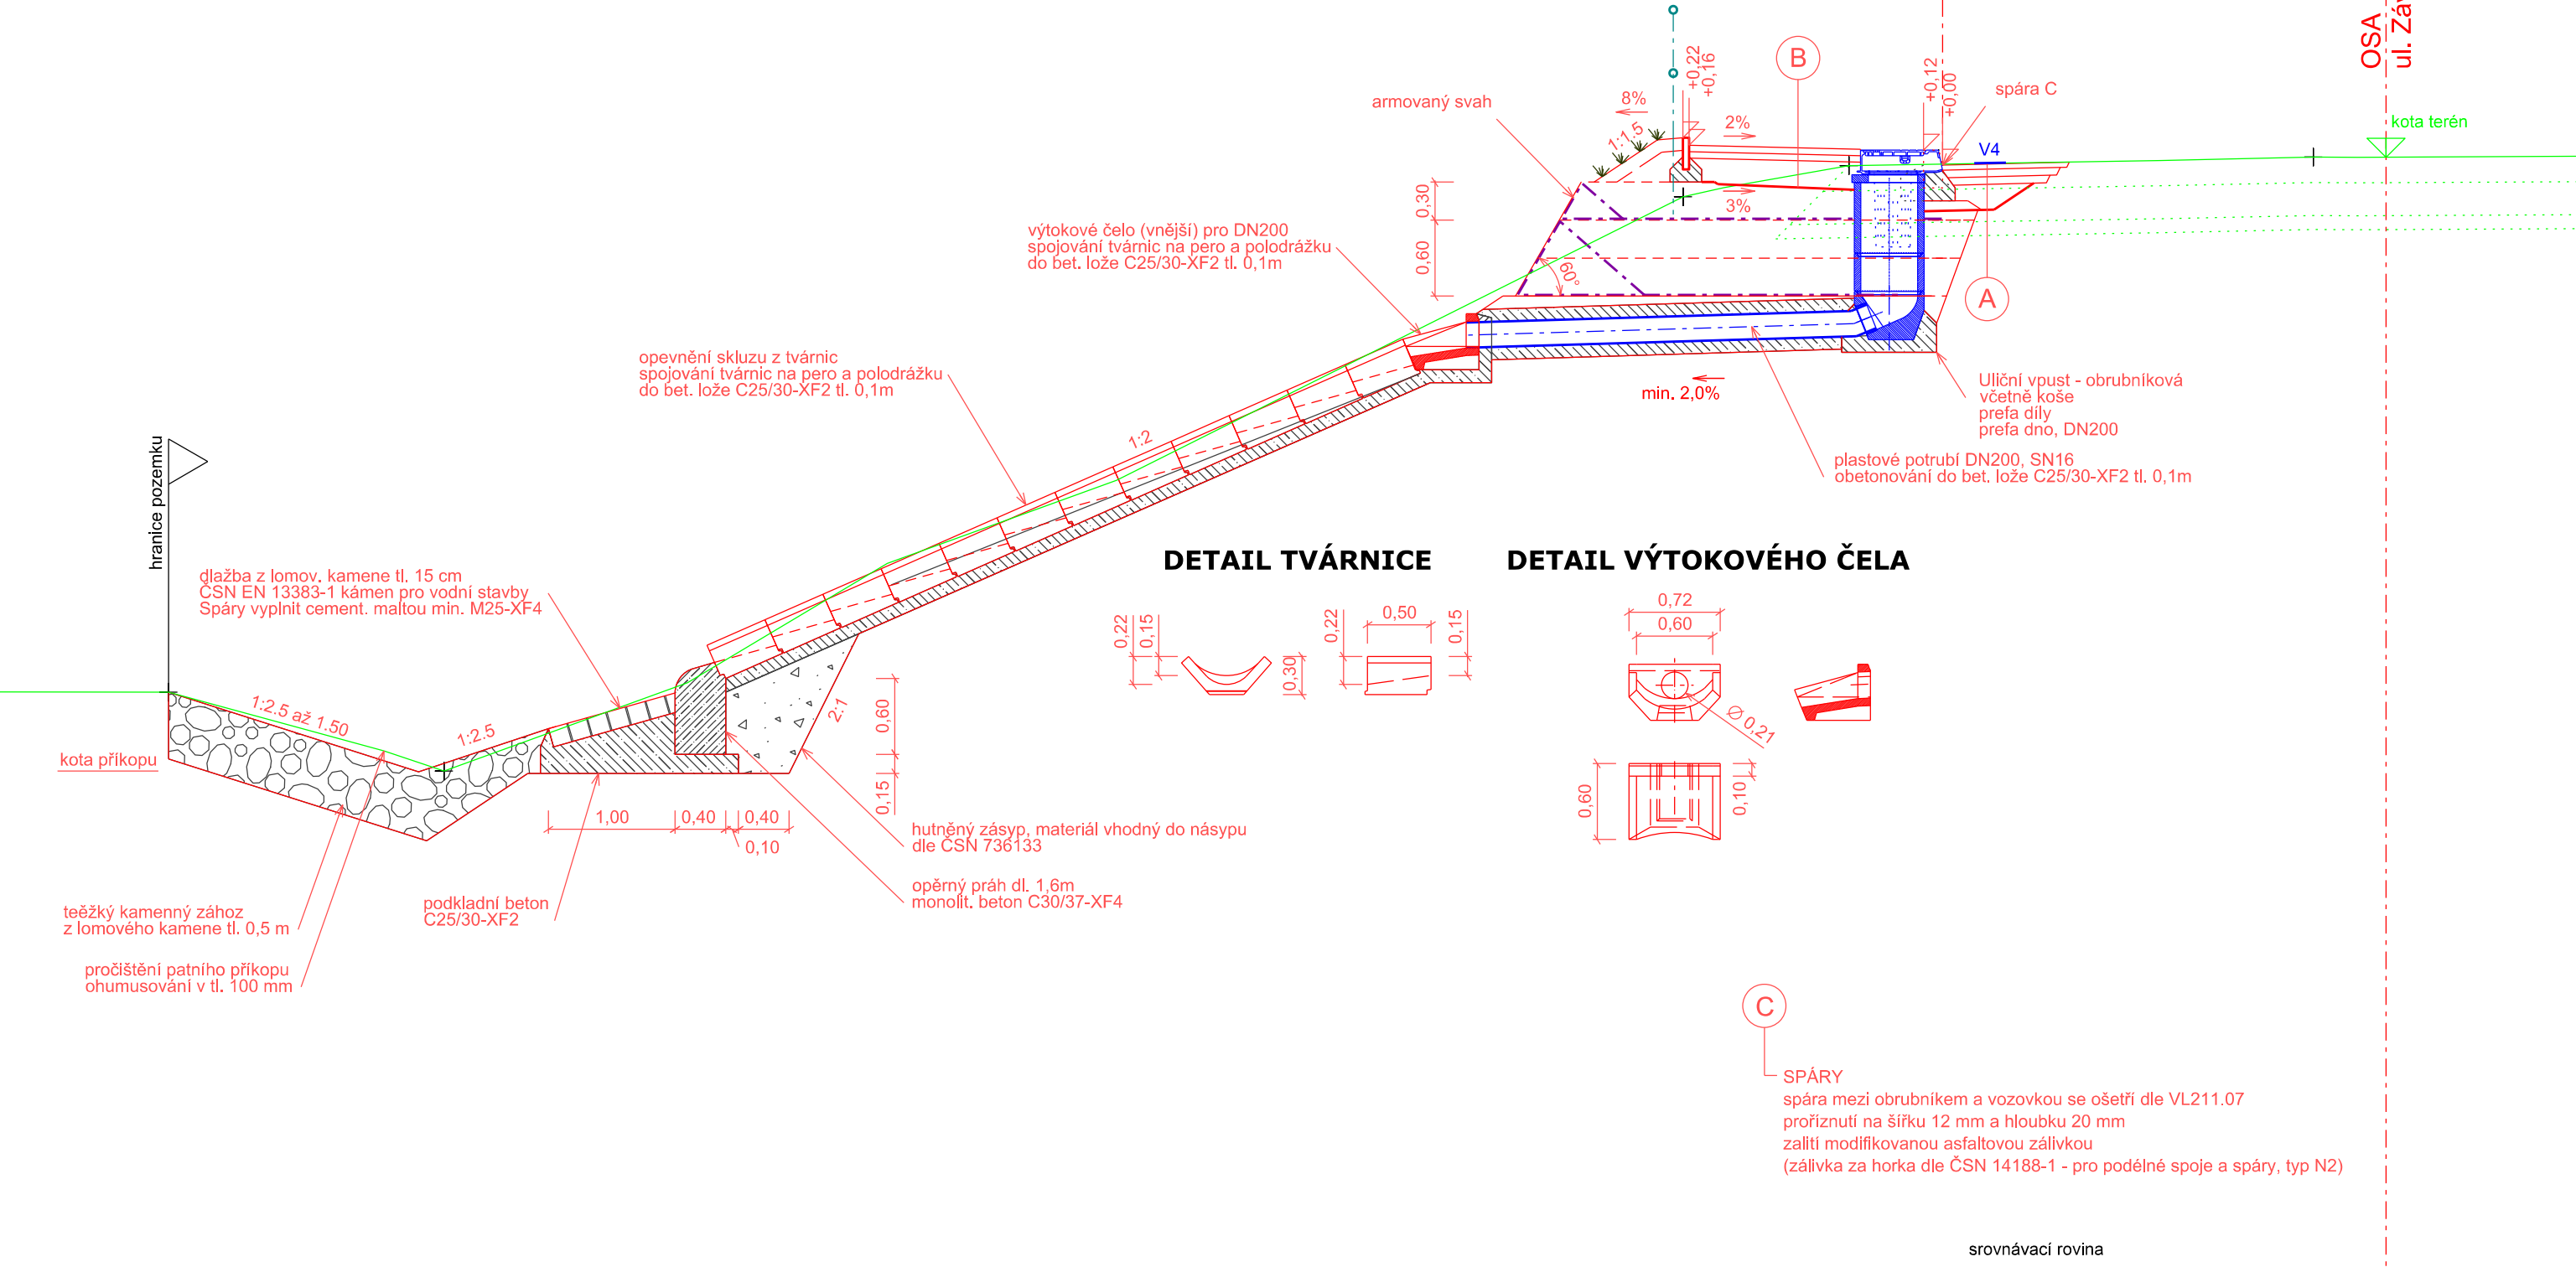 OSA
ul. Záv
B
+0,22
+0,16
+0,12
+0,00
spára C
armovaný svah
8%
1:1.5
2%
V4
kota terén
0,30
3%
0,60
60°
A
výtokové čelo (vnější) pro DN200
spojování tvárnic na pero a polodrážku
do bet. lože C25/30-XF2 tl. 0,1m
opevnění skluzu z tvárnic
spojování tvárnic na pero a polodrážku
do bet. lože C25/30-XF2 tl. 0,1m
1:2
min. 2,0%
Uliční vpust - obrubníková
včetně koše
prefa díly
prefa dno, DN200
plastové potrubí DN200, SN16
obetonování do bet. lože C25/30-XF2 tl. 0,1m
hranice pozemku
dlažba z lomov. kamene tl. 15 cm
ČSN EN 13383-1 kámen pro vodní stavby
Spáry vyplnit cement. maltou min. M25-XF4
DETAIL TVÁRNICE
DETAIL VÝTOKOVÉHO ČELA
0,22
0,15
0,30
0,22
0,50
0,15
0,72
0,60
Ø 0,21
0,60
0,10
1:2.5 až 1.50
1:2.5
2:1
0,60
0,15
kota příkopu
1,00
0,40
0,40
0,10
hutněný zásyp, materiál vhodný do násypu
dle ČSN 736133
opěrný práh dl. 1,6m
monolit. beton C30/37-XF4
podkladní beton
C25/30-XF2
teěžký kamenný zához
z lomového kamene tl. 0,5 m
pročištění patního příkopu
ohumusování v tl. 100 mm
C
SPÁRY
spára mezi obrubníkem a vozovkou se ošetří dle VL211.07
proříznutí na šířku 12 mm a hloubku 20 mm
zalití modifikovanou asfaltovou zálivkou
(zálivka za horka dle ČSN 14188-1 - pro podélné spoje a spáry, typ N2)
srovnávací rovina